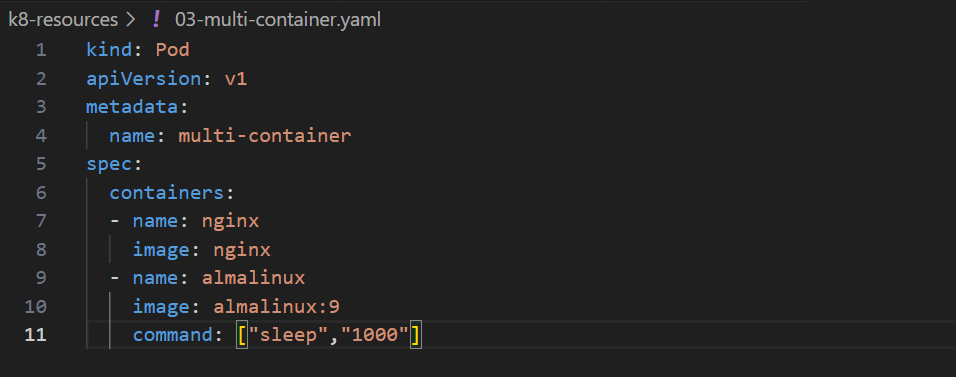 k8-resources > ! 03-multi-container.yaml
1 kind: Pod
2 apiVersion: v1
3 metadata:
4   name: multi-container
5 spec:
6   containers:
7   - name: nginx
8     image: nginx
9   - name: almalinux
10     image: almalinux:9
11     command: ["sleep","1000"]